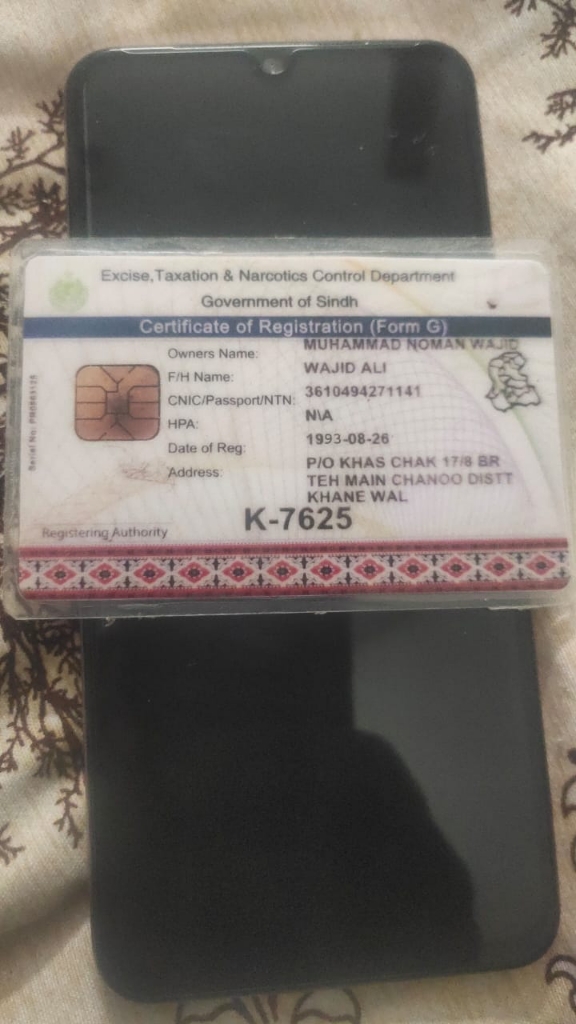 Excise,Taxation & Narcotics Control Department
Government of Sindh
Certificate of Registration (Form G)
Owners Name: MUHAMMAD NOMAN WAJID
F/H Name: WAJID ALI
CNIC/Passport/NTN: 3610494271141
HPA: N\A
Date of Reg: 1993-08-26
Address: P/O KHAS CHAK 17/8 BR
TEH MAIN CHANOO DISTT
KHANE WAL
K-7625
Registering Authority
Serial No: